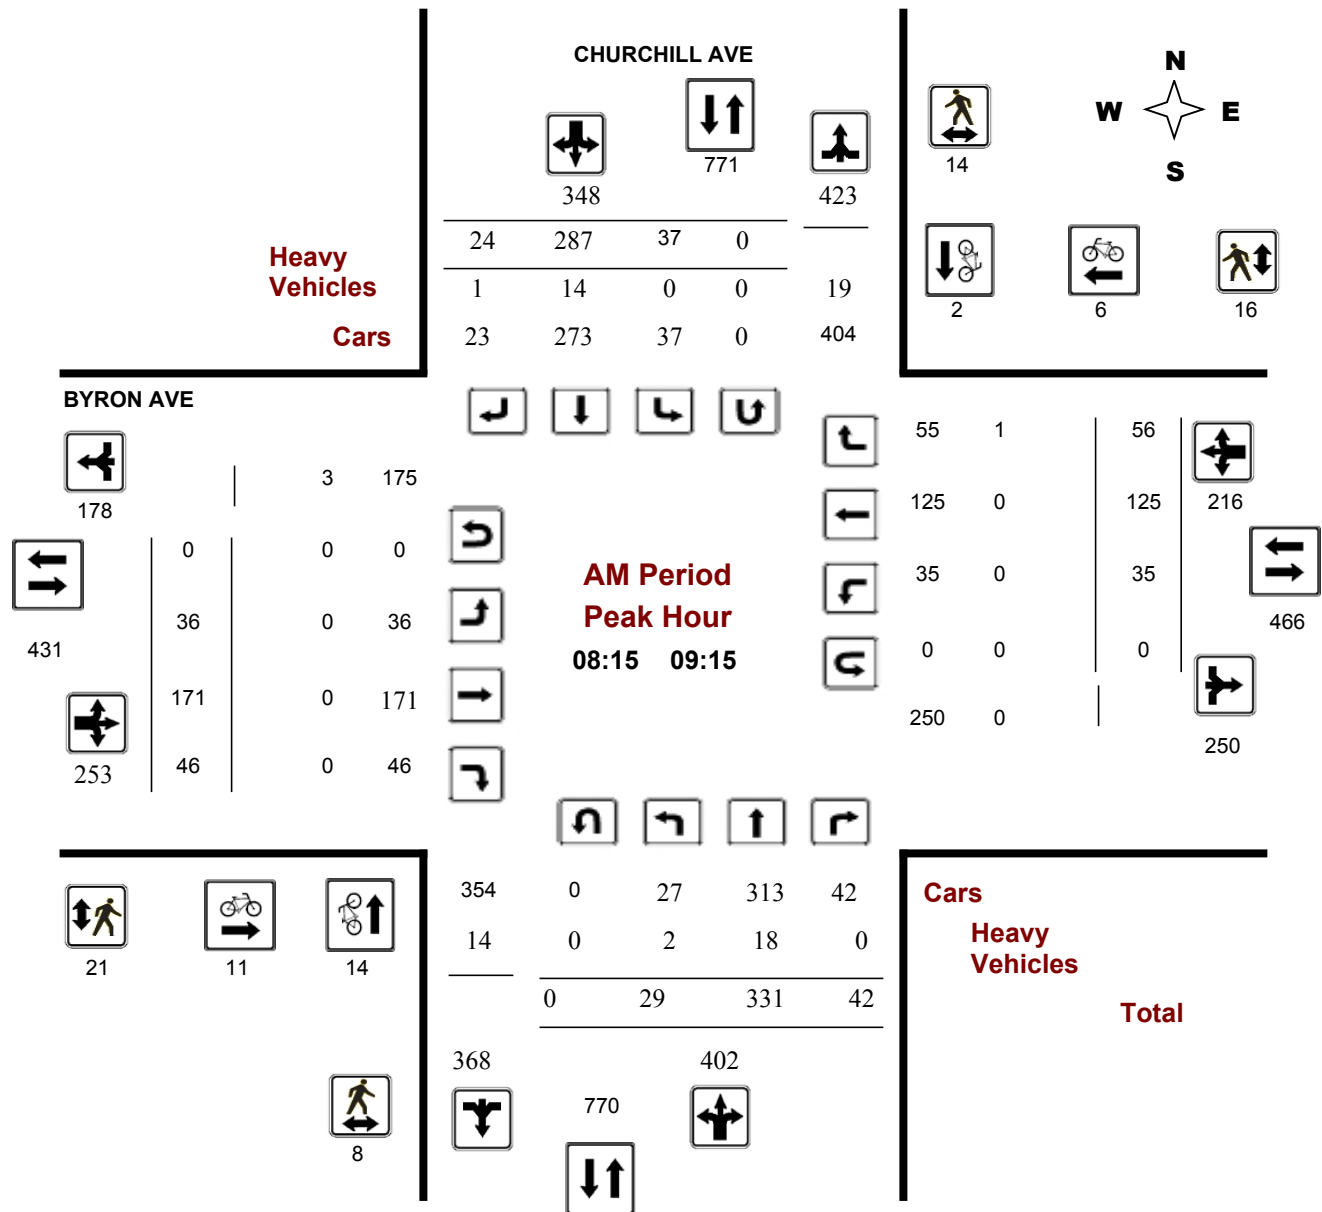 CHURCHILL AVE
N
W E
S
771
14
348 423
24 287 37 0
Heavy
Vehicles
1 14 0 0 19
2 6 16
Cars 23 273 37 0 404
BYRON AVE
55 1 56
3 175
178
125 0 125 216
0 0 0
AM Period
35 0 35
Peak Hour
36 0 36
466
431
08:15 09:15
0 0 0
171 0 171
250 0
250
253 46 0 46
354 0 27 313 42 Cars
14 0 2 18 0 Heavy
Vehicles
21 11 14
0 29 331 42
Total
368 402
770
8